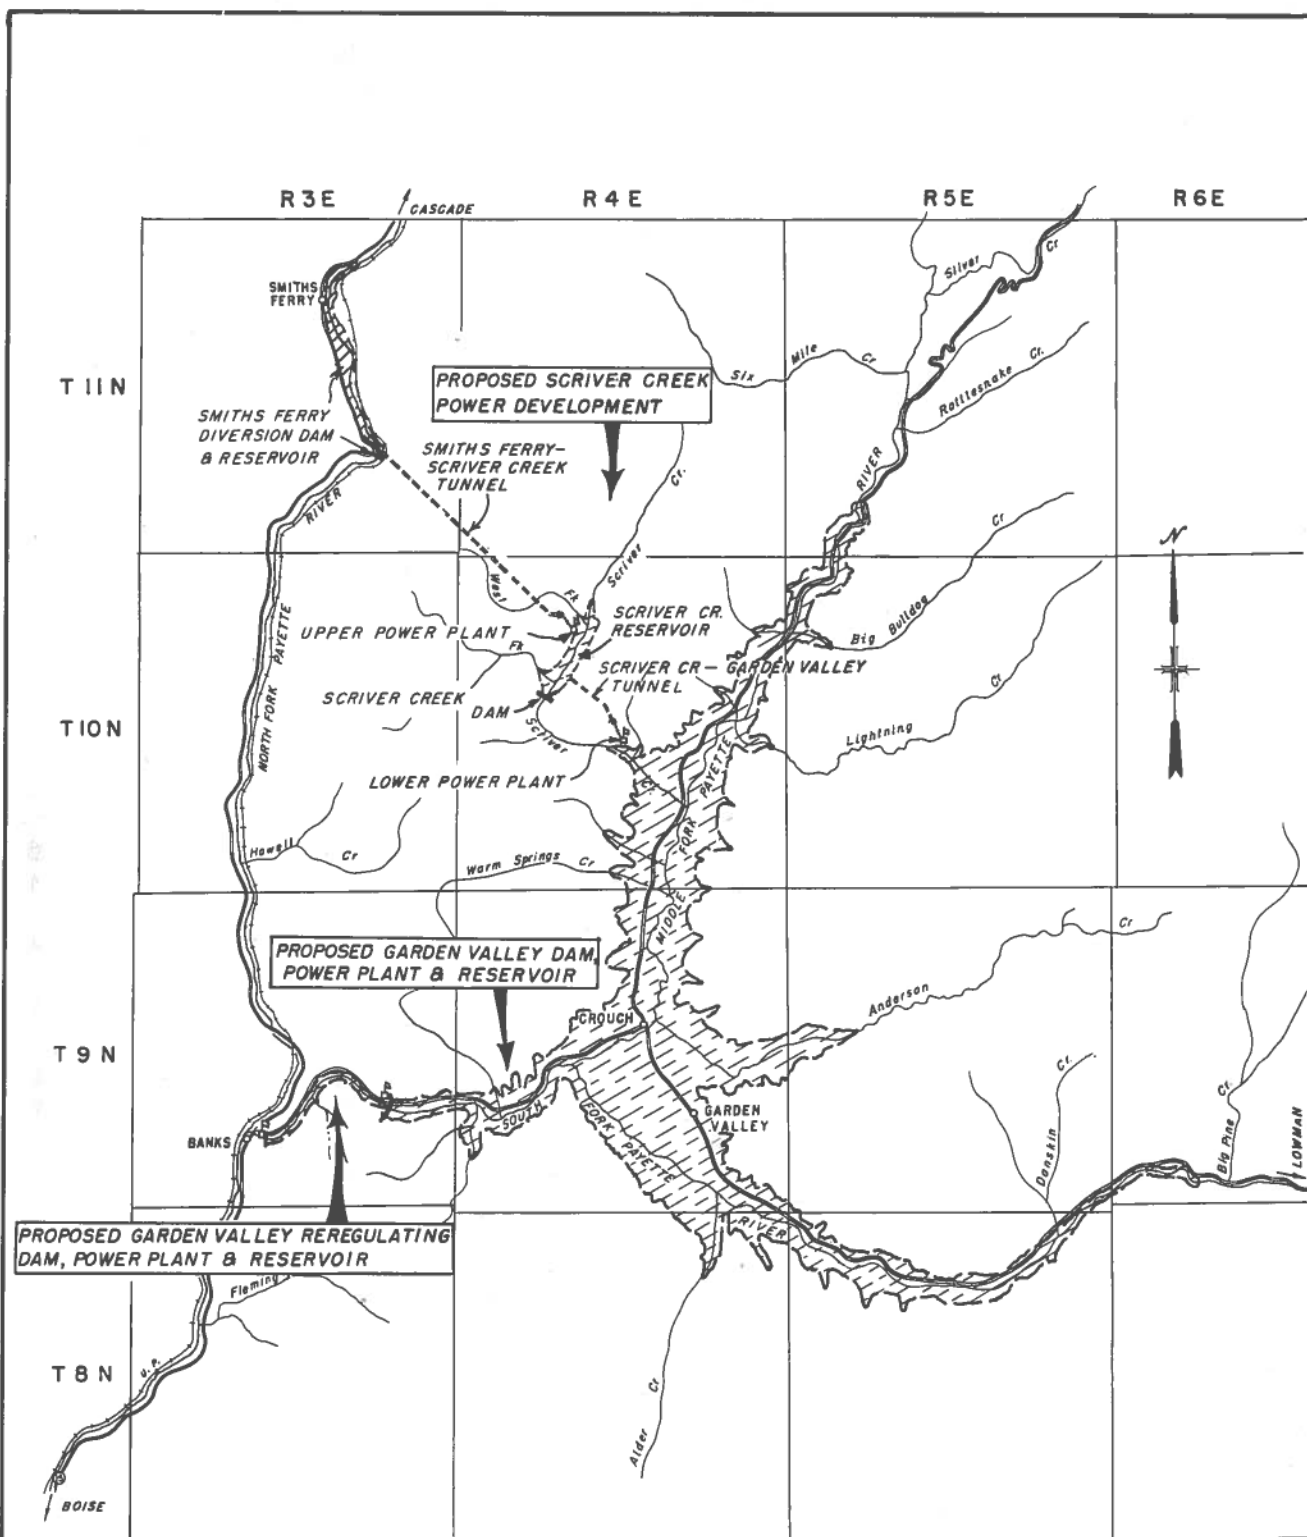 R3E R4E R5E R6E
CASCADE
SMITHS
FERRY
Silver
Cr
Six Mile Cr
Rattlesnake Cr.
T11N
PROPOSED SCRIVER CREEK
POWER DEVELOPMENT
SMITHS FERRY
DIVERSION DAM
& RESERVOIR
SMITHS FERRY-
SCRIVER CREEK
TUNNEL
Cr.
RIVER
RIVER
Cr
N
Scriver
West Fk
SCRIVER CR.
RESERVOIR
UPPER POWER PLANT
Fk
Big Bulldog
SCRIVER CR- GARDEN VALLEY
TUNNEL
SCRIVER CREEK
DAM
Cr
T10N
NORTH FORK PAYETTE
Scriver
Lightning
LOWER POWER PLANT
Cr.
PAYETTE
FORK
MIDDLE
Howell Cr
Warm Springs Cr
PROPOSED GARDEN VALLEY DAM,
POWER PLANT & RESERVOIR
Cr
Anderson
CROUCH
T9N
Cr.
Danskin
Cr.
Big Pine
LOWMAN
SOUTH
FORK
PAYETTE
GARDEN
VALLEY
BANKS
RIVER
PROPOSED GARDEN VALLEY REREGULATING
DAM, POWER PLANT & RESERVOIR
Fleming
T8N
U. P.
Cr
Alder
BOISE